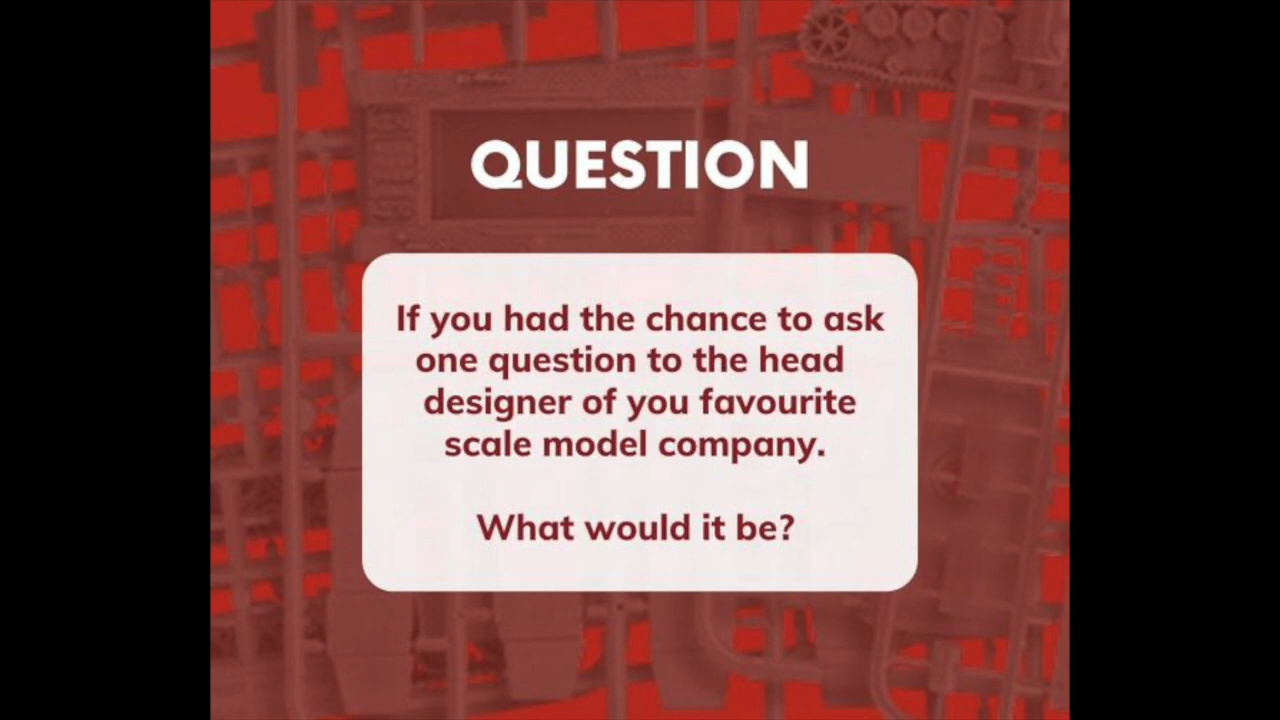 QUESTION
If you had the chance to ask
one question to the head
designer of you favourite
scale model company.
What would it be?